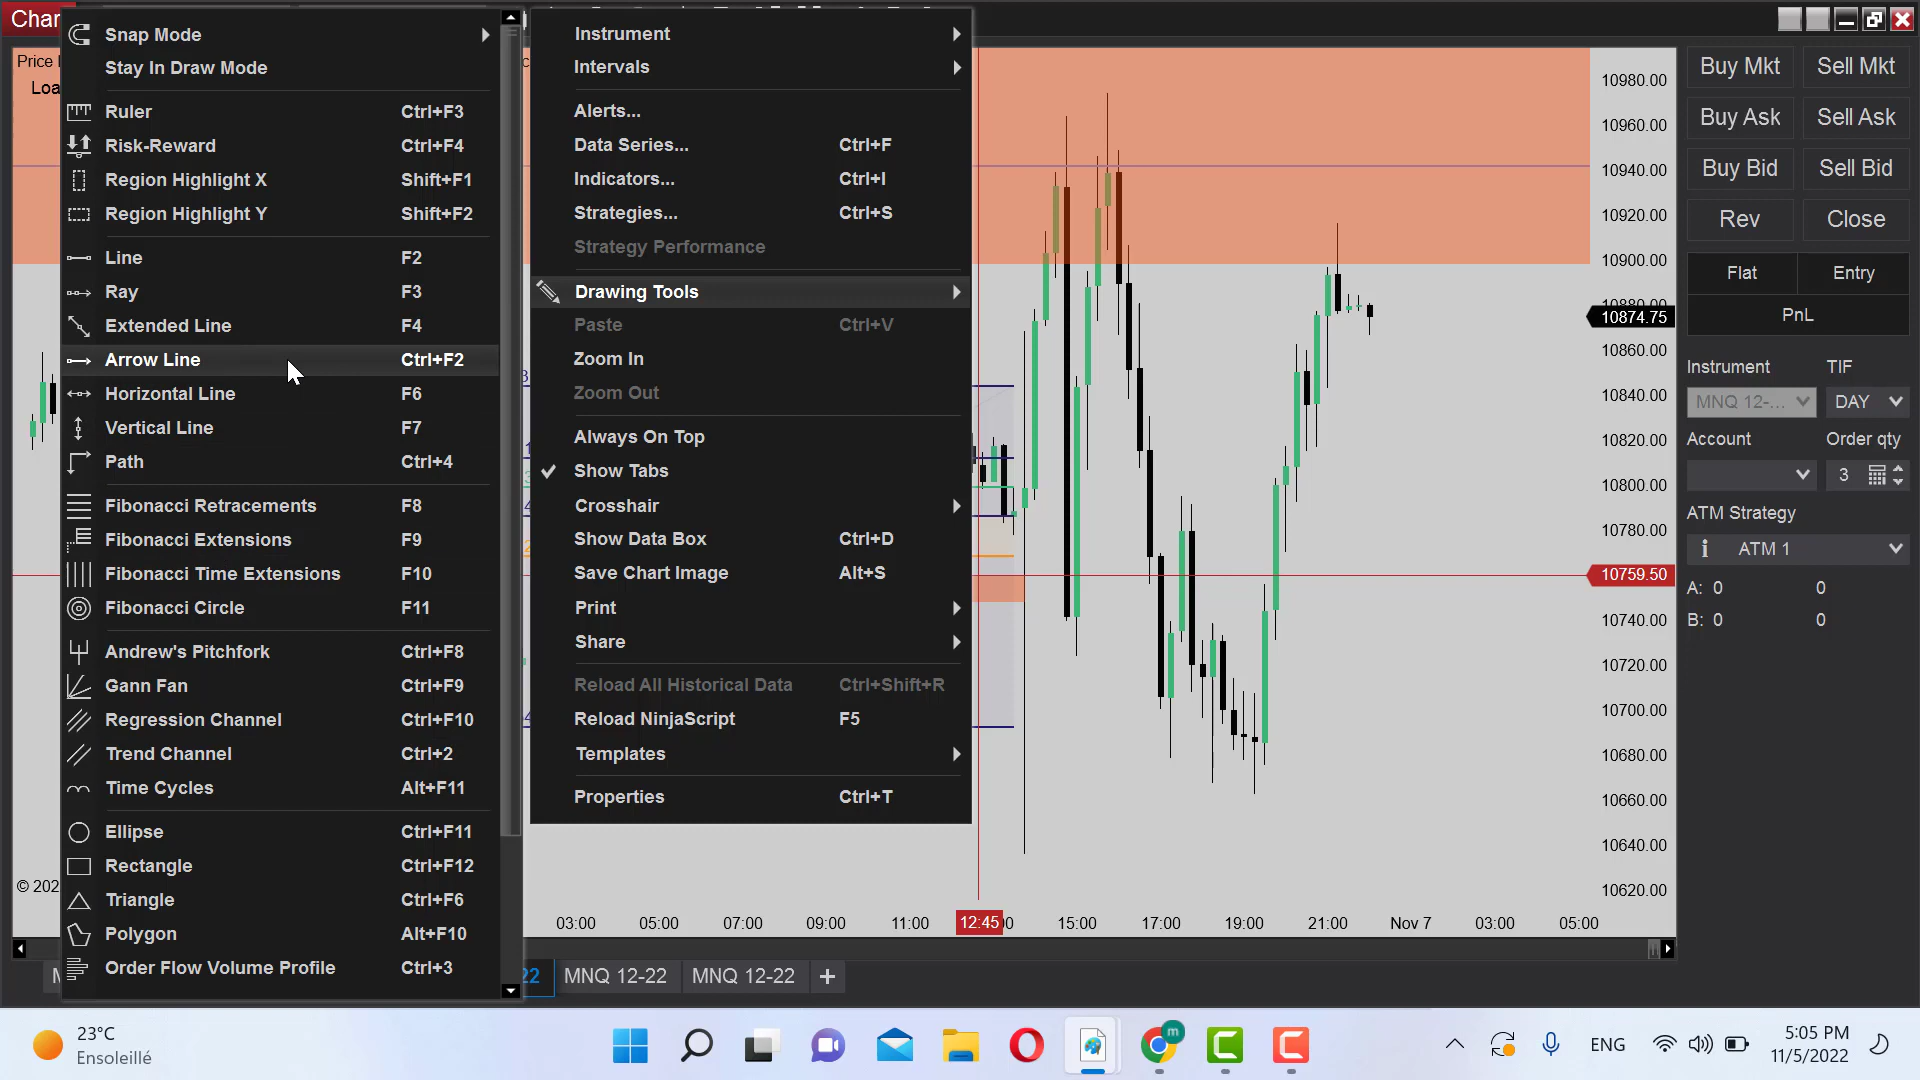 Char
Price
Loa
Snap Mode
Stay In Draw Mode
Ruler Ctrl+F3
Risk-Reward Ctrl+F4
Region Highlight X Shift+F1
Region Highlight Y Shift+F2
Line F2
Ray F3
Extended Line F4
Arrow Line Ctrl+F2
Horizontal Line F6
Vertical Line F7
Path Ctrl+4
Fibonacci Retracements F8
Fibonacci Extensions F9
Fibonacci Time Extensions F10
Fibonacci Circle F11
Andrew's Pitchfork Ctrl+F8
Gann Fan Ctrl+F9
Regression Channel Ctrl+F10
Trend Channel Ctrl+2
Time Cycles Alt+F11
Ellipse Ctrl+F11
Rectangle Ctrl+F12
Triangle Ctrl+F6
Polygon Alt+F10
Order Flow Volume Profile Ctrl+3
© 202
Instrument
Intervals
Alerts...
Data Series... Ctrl+F
Indicators... Ctrl+I
Strategies... Ctrl+S
Strategy Performance
Drawing Tools
Paste Ctrl+V
Zoom In
Zoom Out
Always On Top
Show Tabs
Crosshair
Show Data Box Ctrl+D
Save Chart Image Alt+S
Print
Share
Reload All Historical Data Ctrl+Shift+R
Reload NinjaScript F5
Templates
Properties Ctrl+T
10980.00
10960.00
10940.00
10920.00
10900.00
10880.00
10874.75
10860.00
10840.00
10820.00
10800.00
10780.00
10759.50
10740.00
10720.00
10700.00
10680.00
10660.00
10640.00
10620.00
03:00 05:00 07:00 09:00 11:00 12:45 15:00 17:00 19:00 21:00 Nov 7 03:00 05:00
22 MNQ 12-22 MNQ 12-22 +
Buy Mkt Sell Mkt
Buy Ask Sell Ask
Buy Bid Sell Bid
Rev Close
Flat Entry
PnL
Instrument TIF
MNQ 12-... DAY
Account Order qty
3
ATM Strategy
ATM 1
A: 0 0
B: 0 0
23°C
Ensoleillé
m
ENG
5:05 PM
11/5/2022